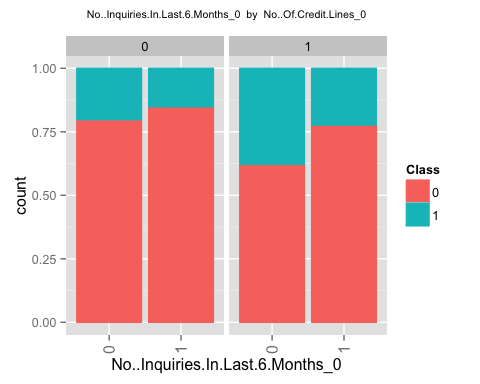 No..Inquiries.In.Last.6.Months_0 by No..Of.Credit.Lines_0
0 1
1.00
0.75
0.50
0.25
0.00
count
0 1 0 1
No..Inquiries.In.Last.6.Months_0
Class
0
1